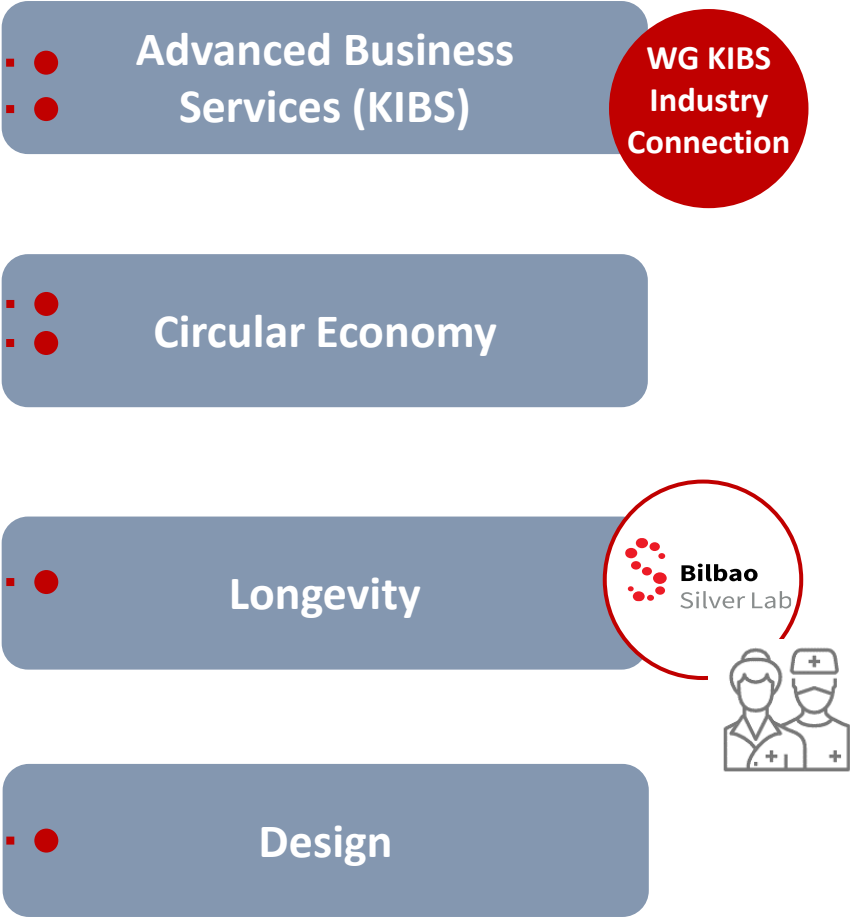 Advanced Business
Services (KIBS)
WG KIBS
Industry
Connection
Circular Economy
Longevity
Bilbao
Silver Lab
Design